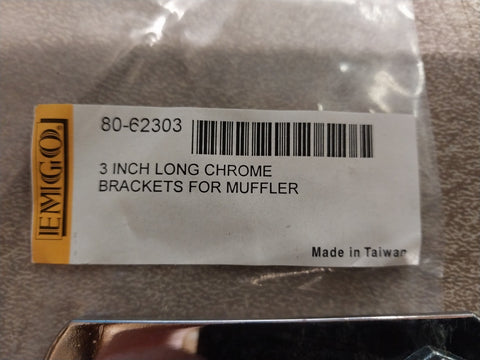 EMGO
80-62303
3 INCH LONG CHROME
BRACKETS FOR MUFFLER
Made in Taiwan